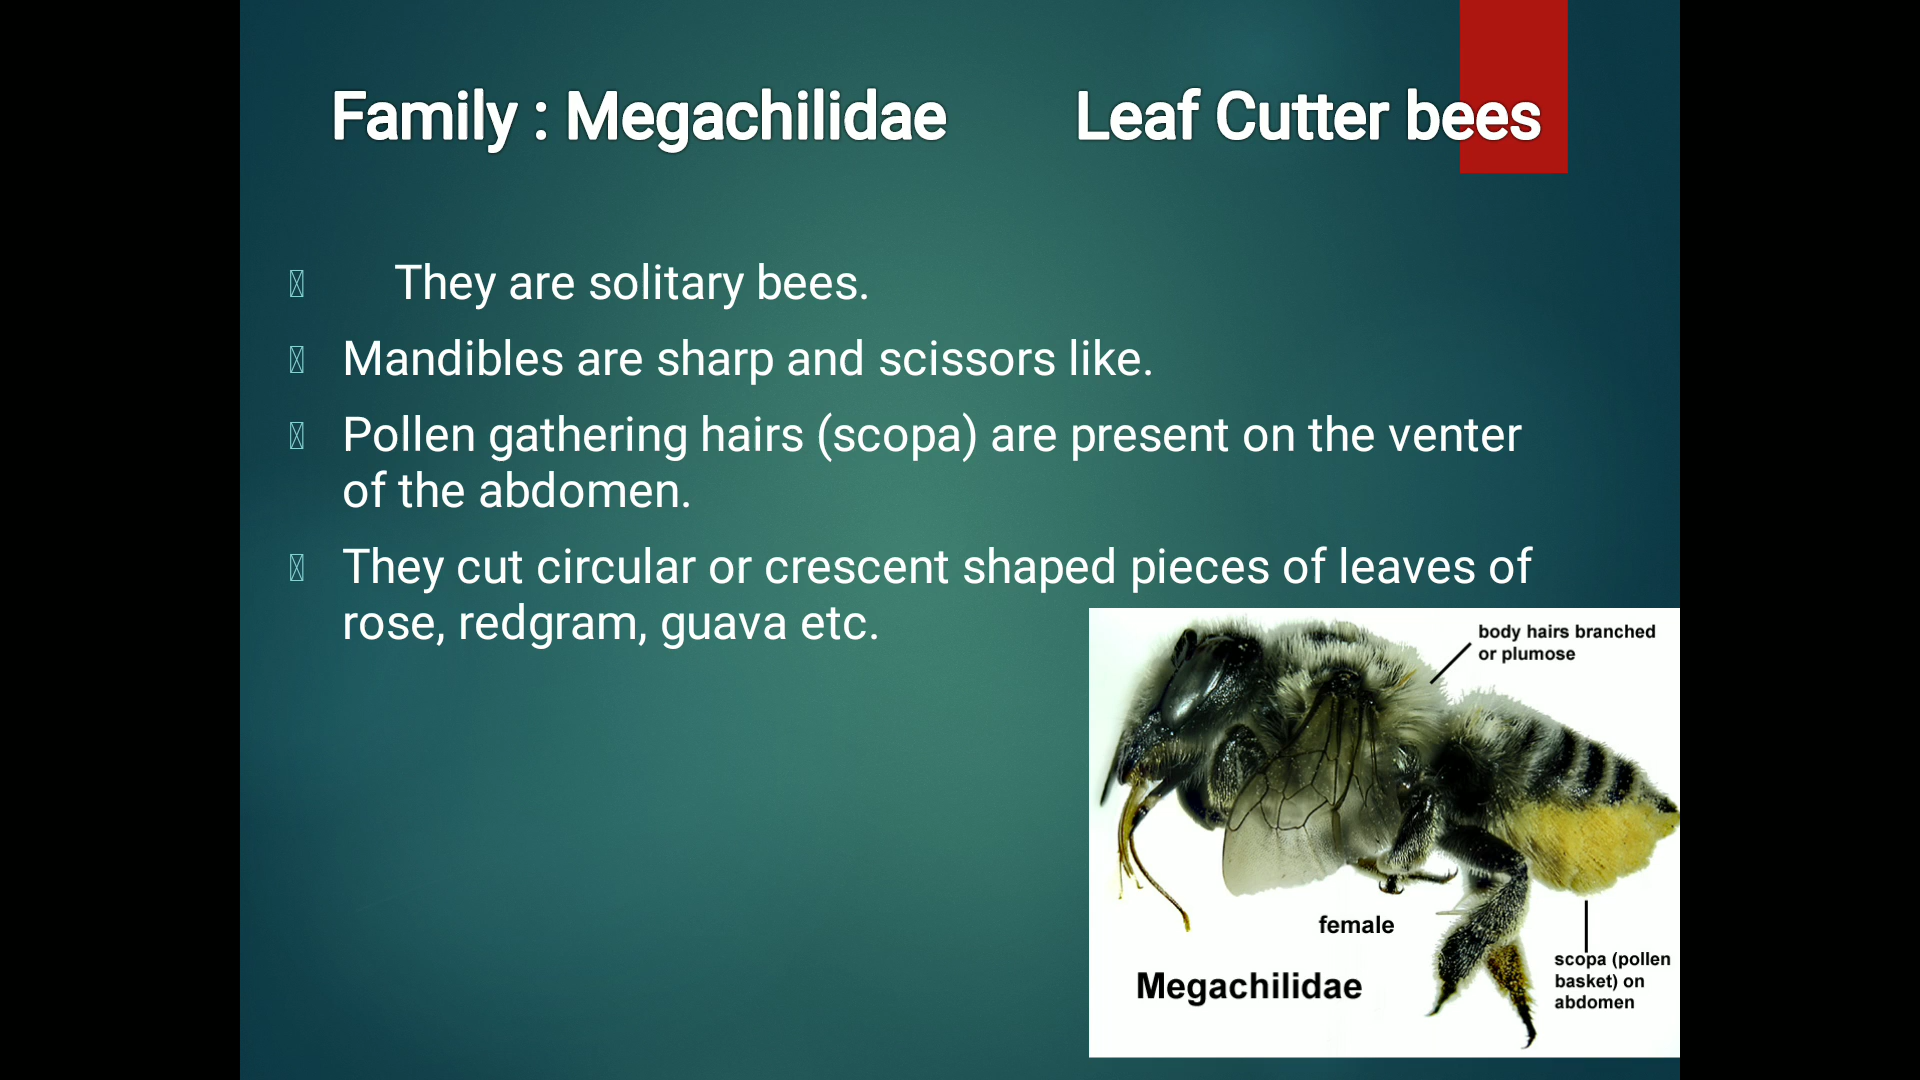 Family : Megachilidae Leaf Cutter bees
They are solitary bees.
Mandibles are sharp and scissors like.
Pollen gathering hairs (scopa) are present on the venter
of the abdomen.
They cut circular or crescent shaped pieces of leaves of
rose, redgram, guava etc.
body hairs branched
or plumose
female
scopa (pollen
basket) on
abdomen
Megachilidae